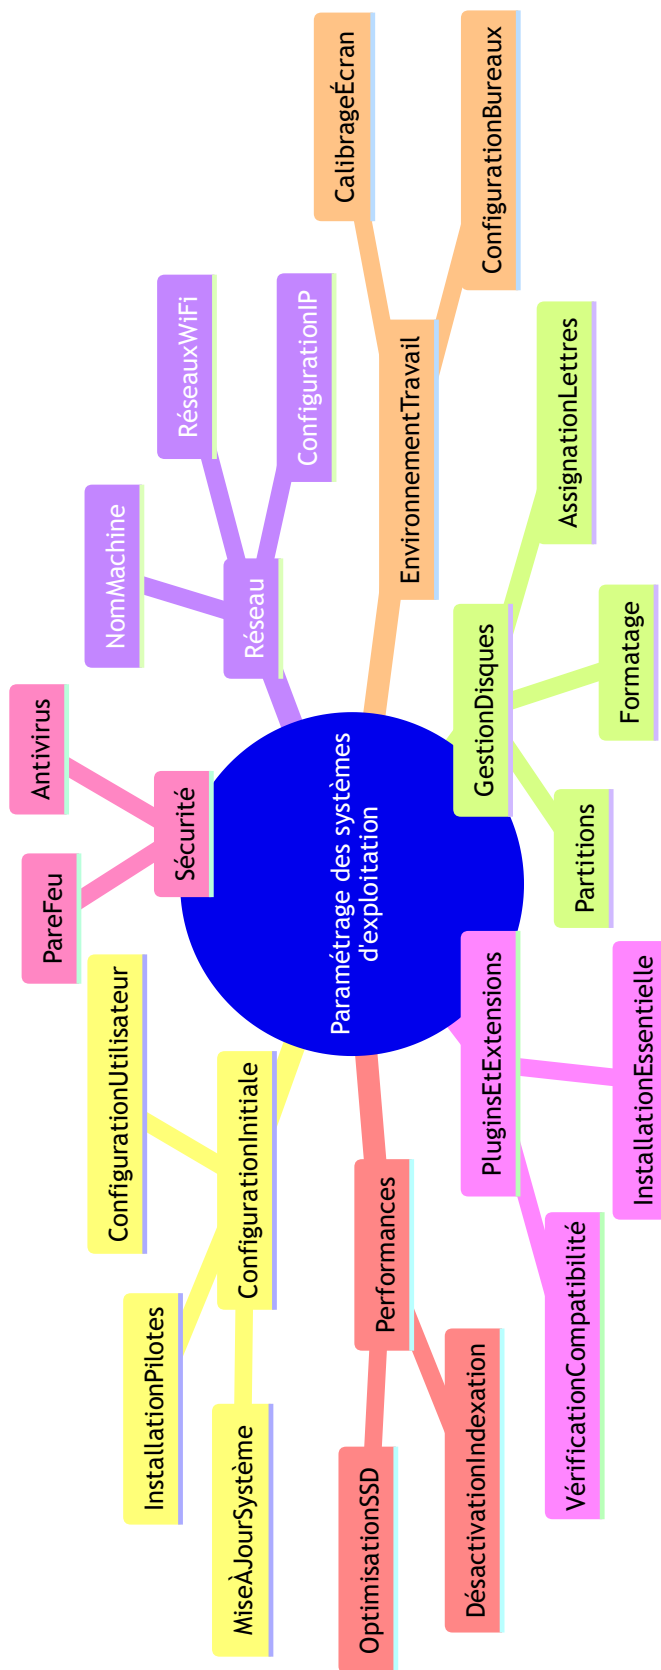 Paramétrage des systèmes
d'exploitation
ConfigurationInitiale
MiseÀJourSystème
InstallationPilotes
ConfigurationUtilisateur
Sécurité
PareFeu
Antivirus
Réseau
NomMachine
RéseauxWiFi
ConfigurationIP
EnvironnementTravail
CalibrageÉcran
ConfigurationBureaux
GestionDisques
AssignationLettres
Formatage
Partitions
PluginsEtExtensions
InstallationEssentielle
VérificationCompatibilité
Performances
DésactivationIndexation
OptimisationSSD